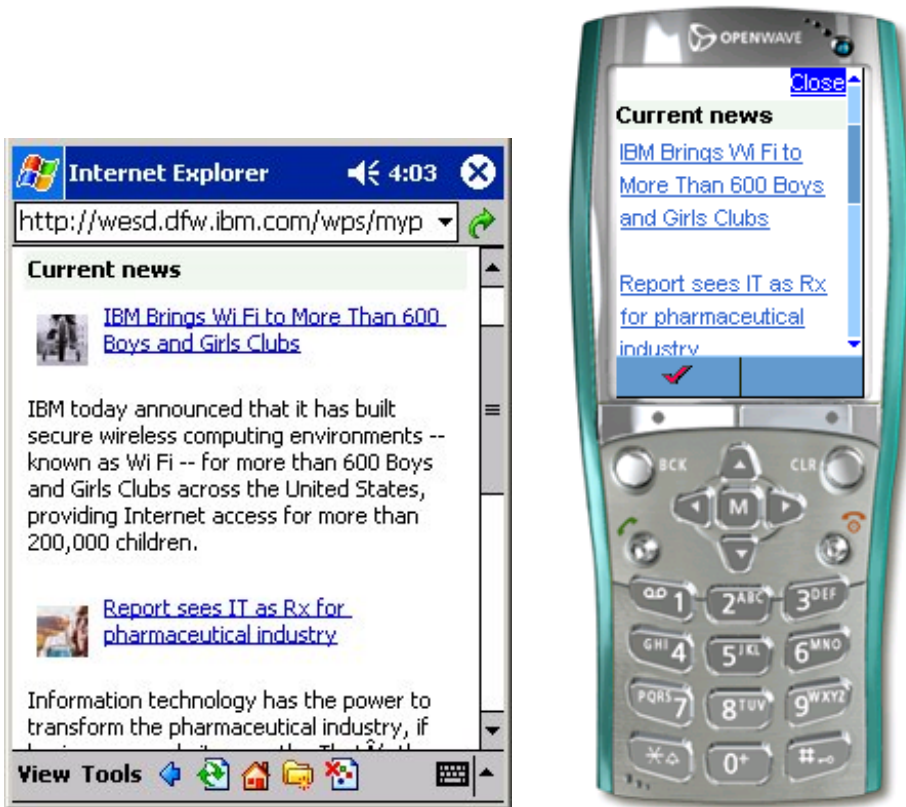 Internet Explorer 4:03
http://wesd.dfw.ibm.com/wps/myp
Current news
IBM Brings Wi Fi to More Than 600
Boys and Girls Clubs
IBM today announced that it has built
secure wireless computing environments --
known as Wi Fi -- for more than 600 Boys
and Girls Clubs across the United States,
providing Internet access for more than
200,000 children.
Report sees IT as Rx for
pharmaceutical industry
Information technology has the power to
transform the pharmaceutical industry, if
View Tools
OPENWAVE
Close
Current news
IBM Brings Wi Fi to
More Than 600 Boys
and Girls Clubs
Report sees IT as Rx
for pharmaceutical
industry
BCK CLR
M
1 2ABC 3DEF
GHI4 5JKL 6MNO
PQRS7 8TUV 9WXYZ
* 0+ #